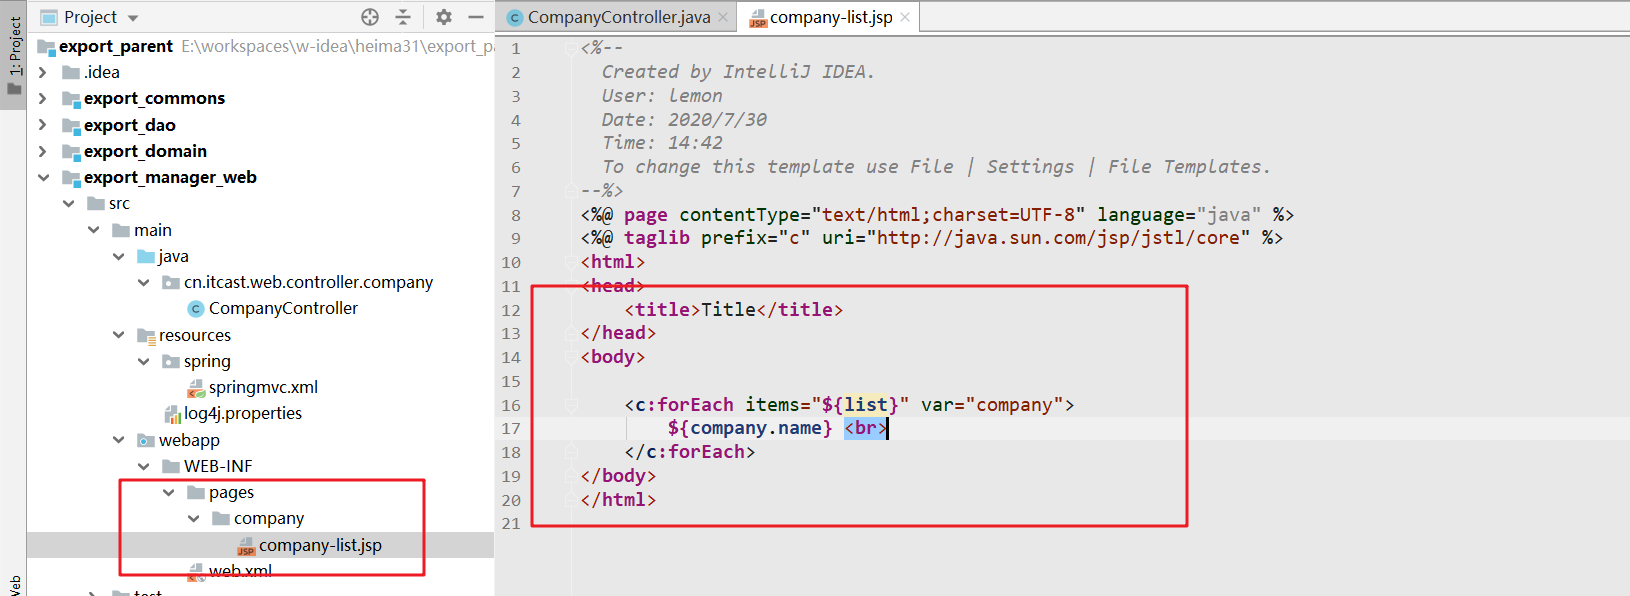 1: Project
Project
export_parent E:\workspaces\w-idea\heima31\export_pa
.idea
export_commons
export_dao
export_domain
export_manager_web
src
main
java
cn.itcast.web.controller.company
CompanyController
resources
spring
springmvc.xml
log4j.properties
webapp
WEB-INF
pages
company
company-list.jsp
web.xml
test
CompanyController.java
company-list.jsp
1 <%--
2 Created by IntelliJ IDEA.
3 User: lemon
4 Date: 2020/7/30
5 Time: 14:42
6 To change this template use File | Settings | File Templates.
7 --%>
8 <%@ page contentType="text/html;charset=UTF-8" language="java" %>
9 <%@ taglib prefix="c" uri="http://java.sun.com/jsp/jstl/core" %>
10 <html>
11 <head>
12 <title>Title</title>
13 </head>
14 <body>
15
16 <c:forEach items="${list}" var="company">
17 ${company.name} <br>
18 </c:forEach>
19 </body>
20 </html>
21